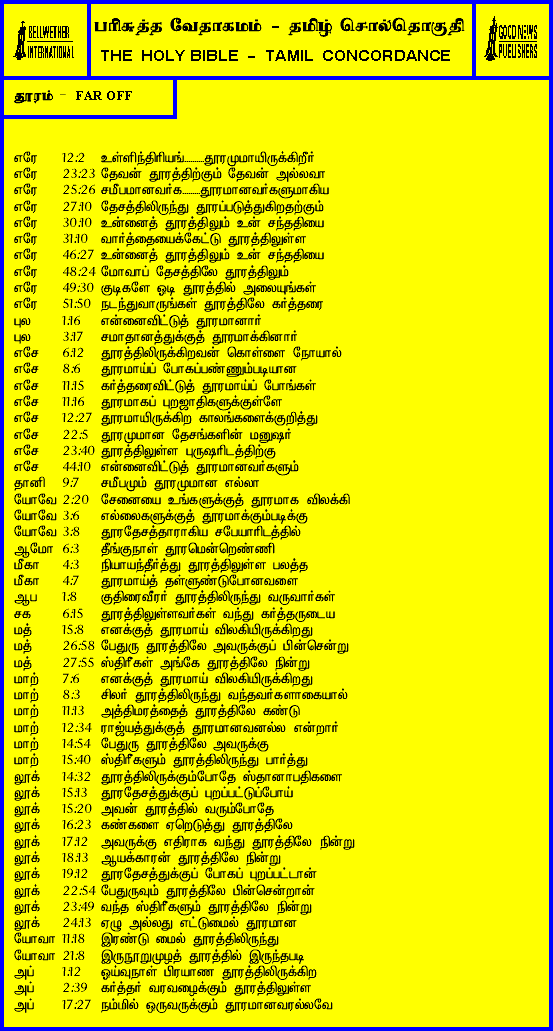 BELLWETHER
INTERNATIONAL
பரிசுத்த வேதாகமம் - தமிழ் சொல்தொகுதி
THE HOLY BIBLE - TAMIL CONCORDANCE
GOOD NEWS
PUBLISHERS
தூரம் - FAR OFF
எரே 12:2 உள்ளிந்திரியங்..........தூரமுமாயிருக்கிறீர்
எரே 23:23 தேவன் தூரத்திற்கும் தேவன் அல்லவா
எரே 25:26 சமீபமானவர்க.........தூரமானவர்களுமாகிய
எரே 27:10 தேசத்திலிருந்து தூரப்படுத்துகிறதற்கும்
எரே 30:10 உன்னைத் தூரத்திலும் உன் சந்ததியை
எரே 31:10 வார்த்தையைக்கேட்டு தூரத்திலுள்ள
எரே 46:27 உன்னைத் தூரத்திலும் உன் சந்ததியை
எரே 48:24 மோவாப் தேசத்திலே தூரத்திலும்
எரே 49:30 குடிகளே ஓடி தூரத்தில் அலையுங்கள்
எரே 51:50 நடந்துவாருங்கள் தூரத்திலே கர்த்தரை
புல 1:16 என்னைவிட்டுத் தூரமானார்
புல 3:17 சமாதானத்துக்குத் தூரமாக்கினார்
எசே 6:12 தூரத்திலிருக்கிறவன் கொள்ளை நோயால்
எசே 8:6 தூரமாய்ப் போகப்பண்ணும்படியான
எசே 11:15 கர்த்தரைவிட்டுத் தூரமாய்ப் போங்கள்
எசே 11:16 தூரமாகப் புறஜாதிகளுக்குள்ளே
எசே 12:27 தூரமாயிருக்கிற காலங்களைக்குறித்து
எசே 22:5 தூரமுமான தேசங்களின் மனுஷர்
எசே 23:40 தூரத்திலுள்ள புருஷரிடத்திற்கு
எசே 44:10 என்னைவிட்டுத் தூரமானவர்களும்
தானி 9:7 சமீபமும் தூரமுமான எல்லா
யோவே 2:20 சேனையை உங்களுக்குத் தூரமாக விலக்கி
யோவே 3:6 எல்லைகளுக்குத் தூரமாக்கும்படிக்கு
யோவே 3:8 தூரதேசத்தாராகிய சபேயரிடத்தில்
ஆமோ 6:3 தீங்குநாள் தூரமென்றெண்ணி
மீகா 4:3 நியாயந்தீர்த்து தூரத்திலுள்ள பலத்த
மீகா 4:7 தூரமாய்த் தள்ளுண்டுபோனவளை
ஆப 1:8 குதிரைவீரர் தூரத்திலிருந்து வருவார்கள்
சக 6:15 தூரத்திலுள்ளவர்கள் வந்து கர்த்தருடைய
மத் 15:8 எனக்குத் தூரமாய் விலகியிருக்கிறது
மத் 26:58 பேதுரு தூரத்திலே அவருக்குப் பின்சென்று
மத் 27:55 ஸ்திரீகள் அங்கே தூரத்திலே நின்று
மாற் 7:6 எனக்குத் தூரமாய் விலகியிருக்கிறது
மாற் 8:3 சிலர் தூரத்திலிருந்து வந்தவர்களாகையால்
மாற் 11:13 அத்திமரத்தைத் தூரத்திலே கண்டு
மாற் 12:34 ராஜ்யத்துக்குத் தூரமானவனல்ல என்றார்
மாற் 14:54 பேதுரு தூரத்திலே அவருக்கு
மாற் 15:40 ஸ்திரீகளும் தூரத்திலிருந்து பார்த்து
லூக் 14:32 தூரத்திலிருக்கும்போதே ஸ்தானாபதிகளை
லூக் 15:13 தூரதேசத்துக்குப் புறப்பட்டுப்போய்
லூக் 15:20 அவன் தூரத்தில் வரும்போதே
லூக் 16:23 கண்களை ஏறெடுத்து தூரத்திலே
லூக் 17:12 அவருக்கு எதிராக வந்து தூரத்திலே நின்று
லூக் 18:13 ஆயக்காரன் தூரத்திலே நின்று
லூக் 19:12 தூரதேசத்துக்குப் போகப் புறப்பட்டான்
லூக் 22:54 பேதுருவும் தூரத்திலே பின்சென்றான்
லூக் 23:49 வந்த ஸ்திரீகளும் தூரத்திலே நின்று
லூக் 24:13 ஏழு அல்லது எட்டுமைல் தூரமான
யோவா 11:18 இரண்டு மைல் தூரத்திலிருந்து
யோவா 21:8 இருநூறுமுழத் தூரத்தில் இருந்தபடி
அப் 1:12 ஓய்வுநாள் பிரயாண தூரத்திலிருக்கிற
அப் 2:39 கர்த்தர் வரவழைக்கும் தூரத்திலுள்ள
அப் 17:27 நம்மில் ஒருவருக்கும் தூரமானவரல்லவே